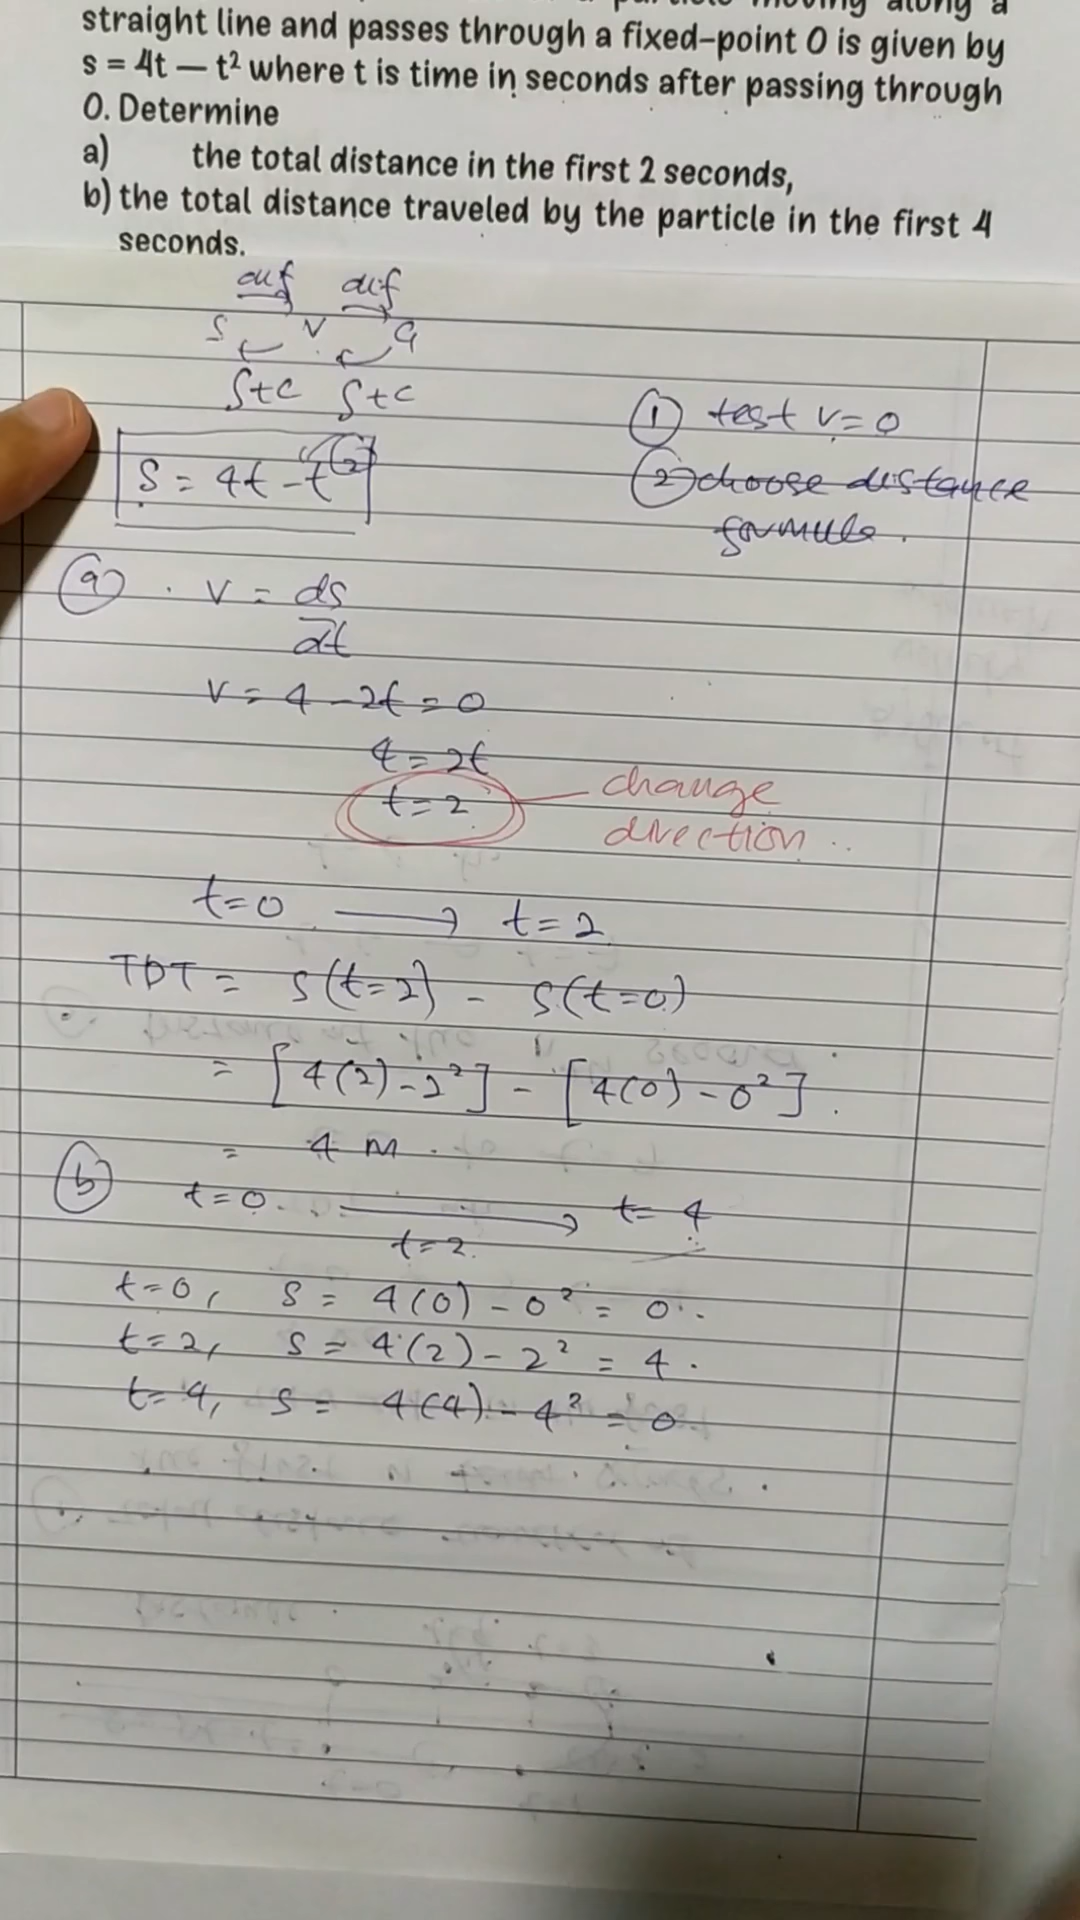 moving along a
straight line and passes through a fixed-point O is given by
s = 4t — t² where t is time in seconds after passing through
O. Determine
a) the total distance in the first 2 seconds,
b) the total distance traveled by the particle in the first 4
seconds.
dif dif
s v a
∫+c ∫+c
① test v=0
② choose distance
formula.
s = 4t - t²
(a) v = ds/dt
v = 4 - 2t = 0
4 = 2t
t = 2
change
direction..
t=0 → t=2
TDT = s(t=2) - s(t=0)
= [4(2)-2²] - [4(0)-0²].
= 4 m.
(b) t=0 → t=4
t=2
t=0, s = 4(0) - 0² = 0
t=2, s = 4(2) - 2² = 4.
t=4, s = 4(4) - 4² = 0